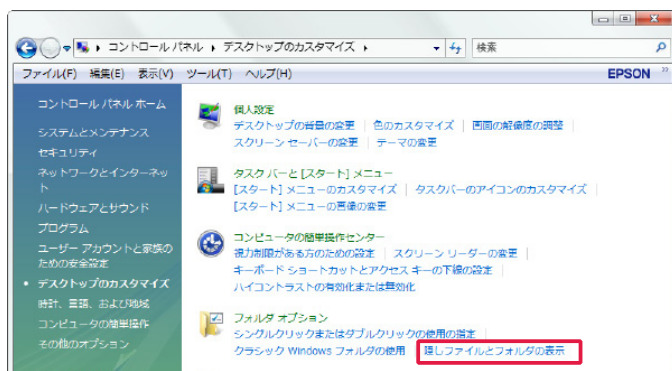 コントロール パネル ▸ デスクトップのカスタマイズ ▸
検索
ファイル(F) 編集(E) 表示(V) ツール(T) ヘルプ(H)
EPSON
コントロール パネル ホーム
システムとメンテナンス
セキュリティ
ネットワークとインターネッ
ト
ハードウェアとサウンド
プログラム
ユーザー アカウントと家族の
ための安全設定
デスクトップのカスタマイズ
時計、言語、および地域
コンピュータの簡単操作
その他のオプション
個人設定
デスクトップの背景の変更 色のカスタマイズ 画面の解像度の調整
スクリーン セーバーの変更 テーマの変更
タスク バーと [スタート] メニュー
[スタート] メニューのカスタマイズ タスクバーのアイコンのカスタマイズ
[スタート] メニューの画像の変更
コンピュータの簡単操作センター
視力制限がある方のための設定 スクリーン リーダーの変更
キーボード ショートカットとアクセス キーの下線の設定
ハイコントラストの有効化または無効化
フォルダ オプション
シングルクリックまたはダブルクリックの使用の指定
クラシック Windows フォルダの使用 隠しファイルとフォルダの表示